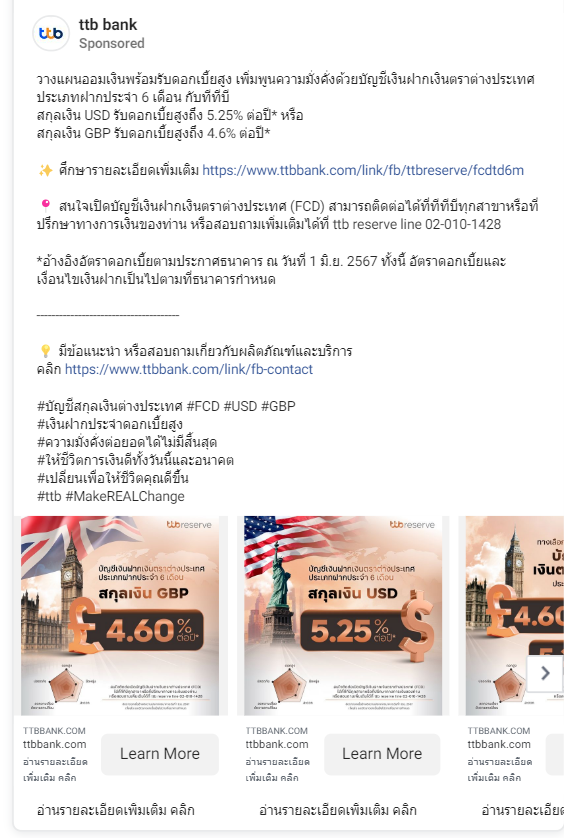 ttb
ttb bank
Sponsored
วางแผนออมเงินพร้อมรับดอกเบี้ยสูง เพิ่มพูนความมั่งคั่งด้วยบัญชีเงินฝากเงินตราต่างประเทศ
ประเภทฝากประจำ 6 เดือน กับทีทีบี
สกุลเงิน USD รับดอกเบี้ยสูงถึง 5.25% ต่อปี* หรือ
สกุลเงิน GBP รับดอกเบี้ยสูงถึง 4.6% ต่อปี*
✨ ศึกษารายละเอียดเพิ่มเติม https://www.ttbbank.com/link/fb/ttbreserve/fcdtd6m
📍 สนใจเปิดบัญชีเงินฝากเงินตราต่างประเทศ (FCD) สามารถติดต่อได้ที่ทีทีบีทุกสาขาหรือที่
ปรึกษาทางการเงินของท่าน หรือสอบถามเพิ่มเติมได้ที่ ttb reserve line 02-010-1428
*อ้างอิงอัตราดอกเบี้ยตามประกาศธนาคาร ณ วันที่ 1 มิ.ย. 2567 ทั้งนี้ อัตราดอกเบี้ยและ
เงื่อนไขเงินฝากเป็นไปตามที่ธนาคารกำหนด
--------------------------------------
💡 มีข้อแนะนำ หรือสอบถามเกี่ยวกับผลิตภัณฑ์และบริการ
คลิก https://www.ttbbank.com/link/fb-contact
#บัญชีสกุลเงินต่างประเทศ #FCD #USD #GBP
#เงินฝากประจำดอกเบี้ยสูง
#ความมั่งคั่งต่อยอดได้ไม่มีสิ้นสุด
#ให้ชีวิตการเงินดีทั้งวันนี้และอนาคต
#เปลี่ยนเพื่อให้ชีวิตคุณดีขึ้น
#ttb #MakeREALChange
ttb reserve
บัญชีเงินฝากเงินตราต่างประเทศ
ประเภทฝากประจำ 6 เดือน
สกุลเงิน GBP
£ 4.60% ต่อปี*
ttb reserve
บัญชีเงินฝากเงินตราต่างประเทศ
ประเภทฝากประจำ 6 เดือน
สกุลเงิน USD
5.25% ต่อปี* $
ทางเลือก
บั
เงินต
£ 4.60
TTBBANK.COM
ttbbank.com
อ่านรายละเอียด
เพิ่มเติม คลิก
Learn More
TTBBANK.COM
ttbbank.com
อ่านรายละเอียด
เพิ่มเติม คลิก
Learn More
TTBBANK.COM
ttbbank.com
อ่านรายละเอียด
เพิ่มเติม คลิก
อ่านรายละเอียดเพิ่มเติม คลิก
อ่านรายละเอียดเพิ่มเติม คลิก
อ่านรายละเอีย